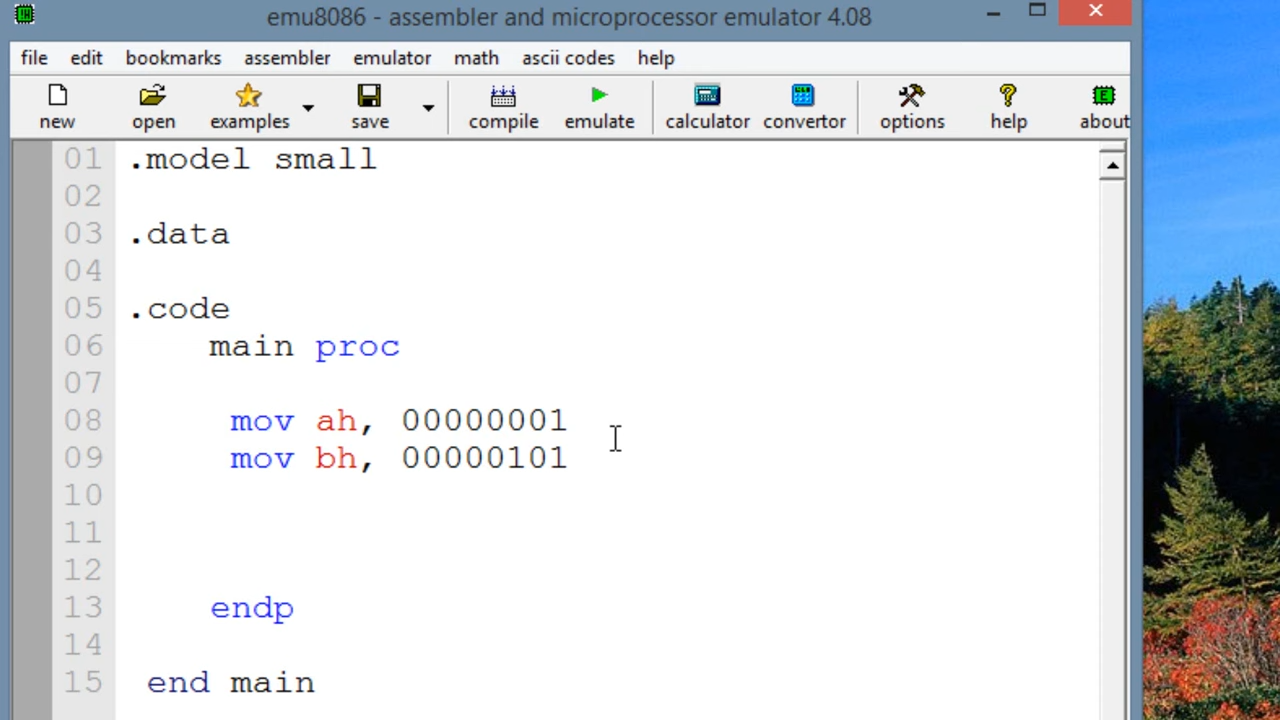 emu8086 - assembler and microprocessor emulator 4.08
file edit bookmarks assembler emulator math ascii codes help
new open examples save compile emulate calculator convertor options help about
01 .model small
02
03 .data
04
05 .code
06 main proc
07
08 mov ah, 00000001
09 mov bh, 00000101
10
11
12
13 endp
14
15 end main